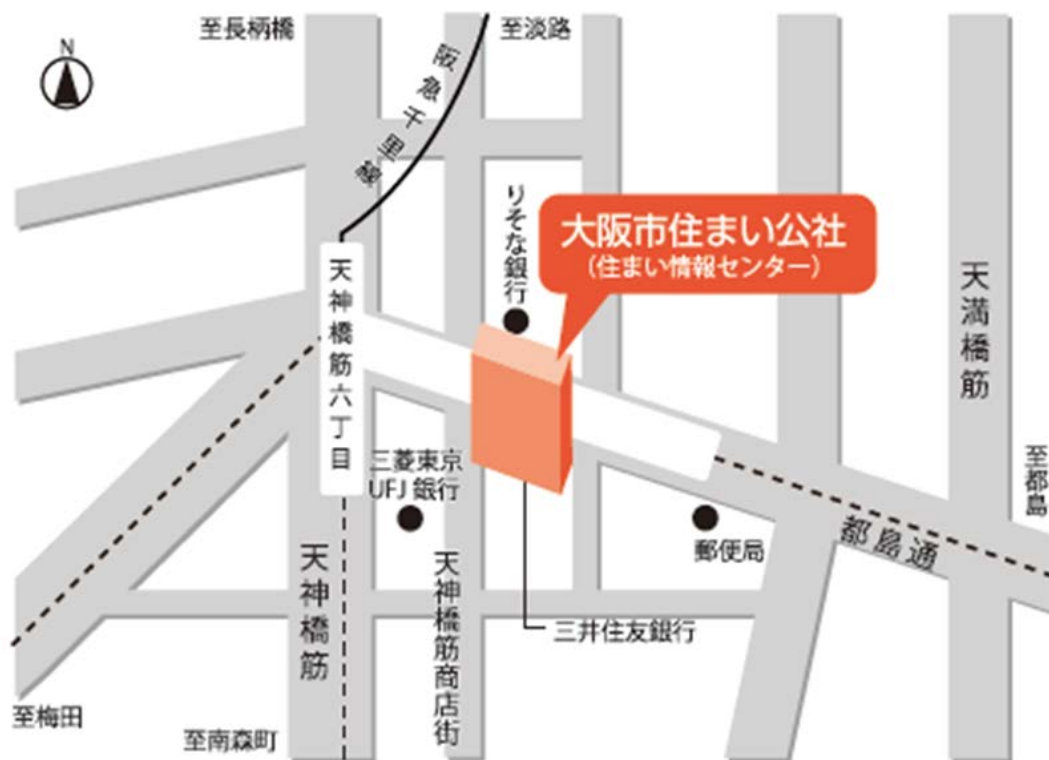 至長柄橋
至淡路
N
阪急千里線
りそな銀行
大阪市住まい公社
（住まい情報センター）
天神橋筋六丁目
天満橋筋
至都島
三菱東京
UFJ 銀行
郵便局
都島通
天神橋筋
天神橋筋商店街
三井住友銀行
至梅田
至南森町